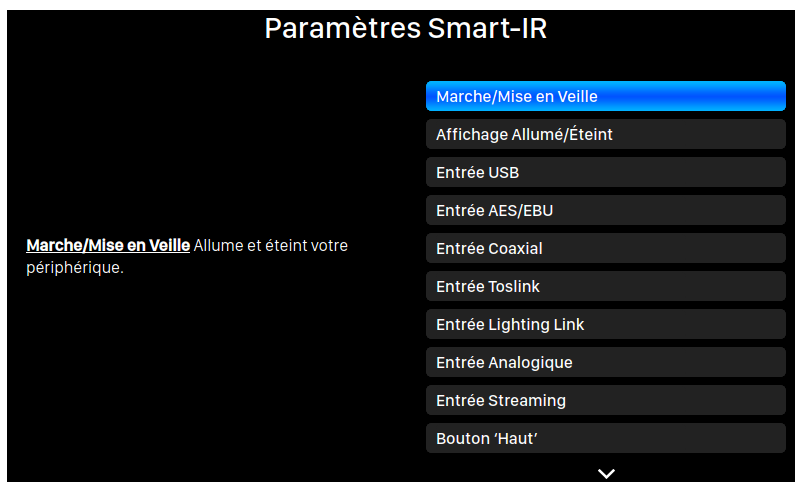 Paramètres Smart-IR
Marche/Mise en Veille
Affichage Allumé/Éteint
Entrée USB
Entrée AES/EBU
Entrée Coaxial
Entrée Toslink
Entrée Lighting Link
Entrée Analogique
Entrée Streaming
Bouton ‘Haut’
Marche/Mise en Veille Allume et éteint votre
périphérique.